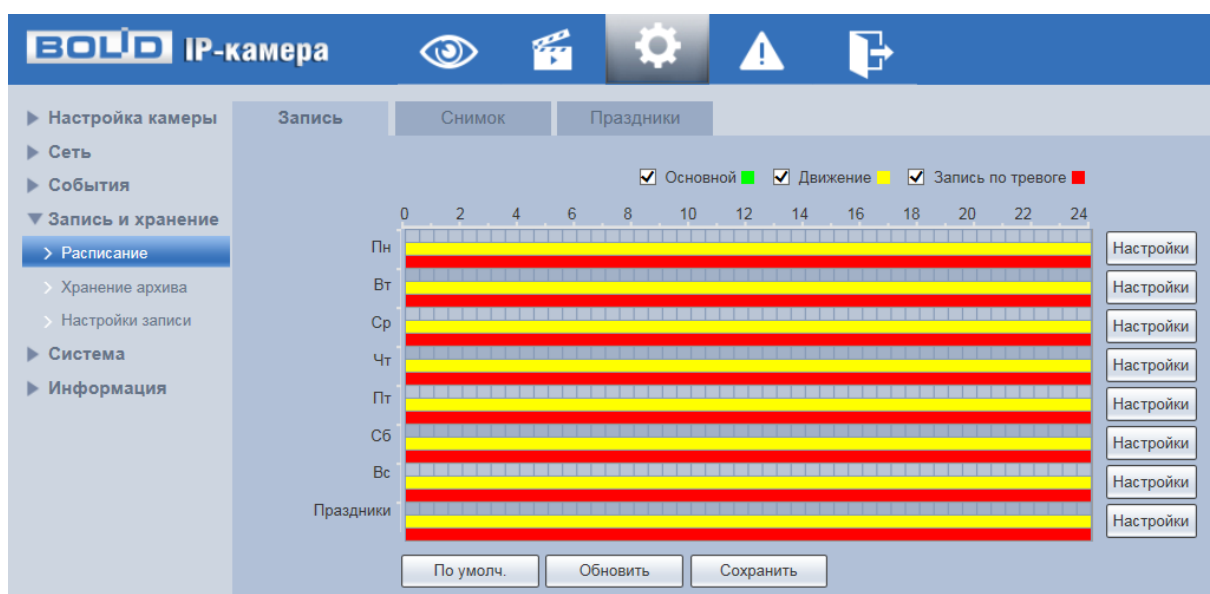 BOLID IP-камера
Настройка камеры
Сеть
События
Запись и хранение
Расписание
Хранение архива
Настройки записи
Система
Информация
Запись Снимок Праздники
Основной Движение Запись по тревоге
0 2 4 6 8 10 12 14 16 18 20 22 24
Пн Настройки
Вт Настройки
Ср Настройки
Чт Настройки
Пт Настройки
Сб Настройки
Вс Настройки
Праздники Настройки
По умолч. Обновить Сохранить